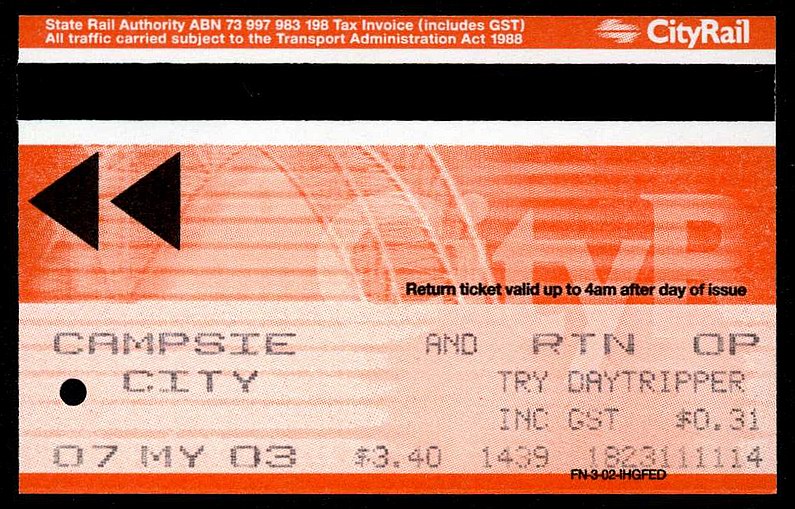 State Rail Authority ABN 73 997 983 198 Tax Invoice (includes GST)
All traffic carried subject to the Transport Administration Act 1988
CityRail
CityR
Return ticket valid up to 4am after day of issue
CAMPSIE AND RTN OP
CITY TRY DAYTRIPPER
INC GST $0.31
07 MY 03 $3.40 1439 1823111114
FN-3-02-IHGFED